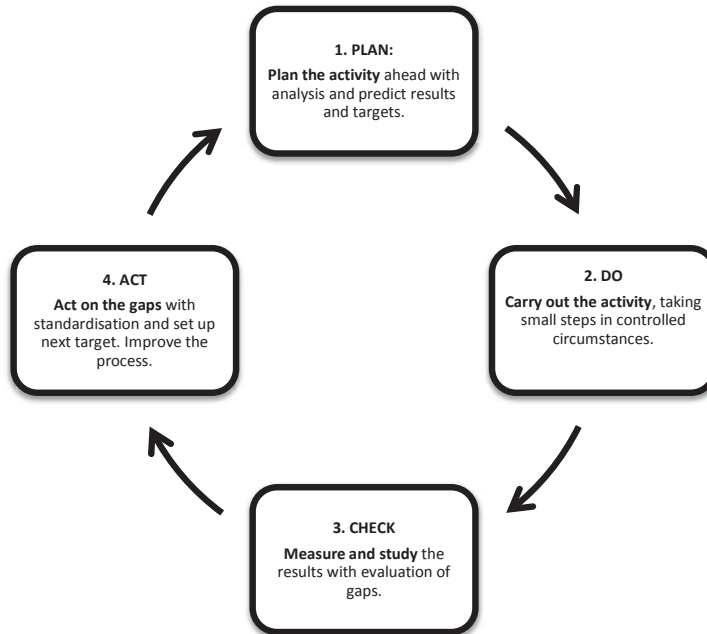 1. PLAN:
Plan the activity ahead with
analysis and predict results
and targets.
2. DO
Carry out the activity, taking
small steps in controlled
circumstances.
3. CHECK
Measure and study the
results with evaluation of
gaps.
4. ACT
Act on the gaps with
standardisation and set up
next target. Improve the
process.